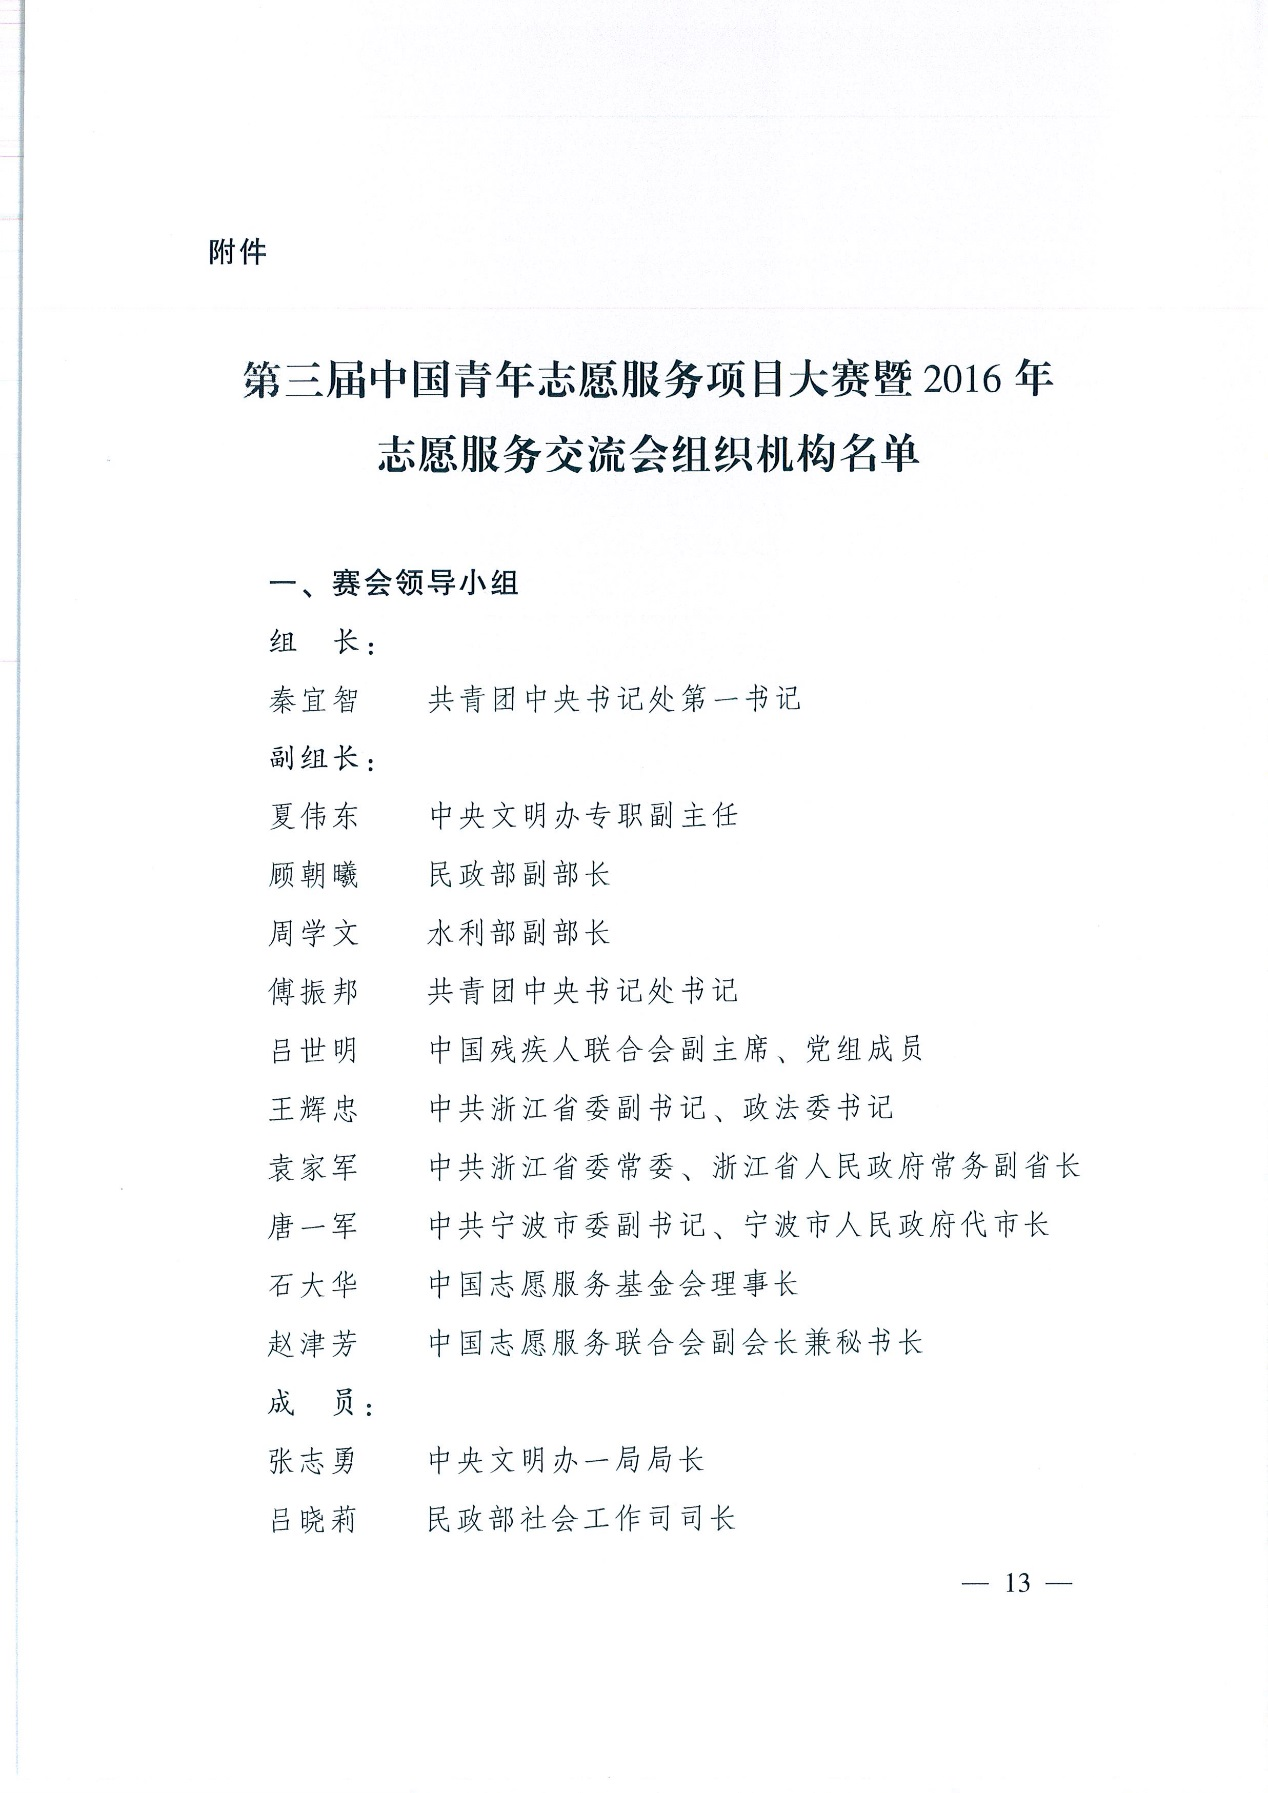 附件
第三届中国青年志愿服务项目大赛暨 2016 年
志愿服务交流会组织机构名单
一、赛会领导小组
组　长：
秦宜智　　共青团中央书记处第一书记
副组长：
夏伟东　　中央文明办专职副主任
顾朝曦　　民政部副部长
周学文　　水利部副部长
傅振邦　　共青团中央书记处书记
吕世明　　中国残疾人联合会副主席、党组成员
王辉忠　　中共浙江省委副书记、政法委书记
袁家军　　中共浙江省委常委、浙江省人民政府常务副省长
唐一军　　中共宁波市委副书记、宁波市人民政府代市长
石大华　　中国志愿服务基金会理事长
赵津芳　　中国志愿服务联合会副会长兼秘书长
成　员：
张志勇　　中央文明办一局局长
吕晓莉　　民政部社会工作司司长
— 13 —